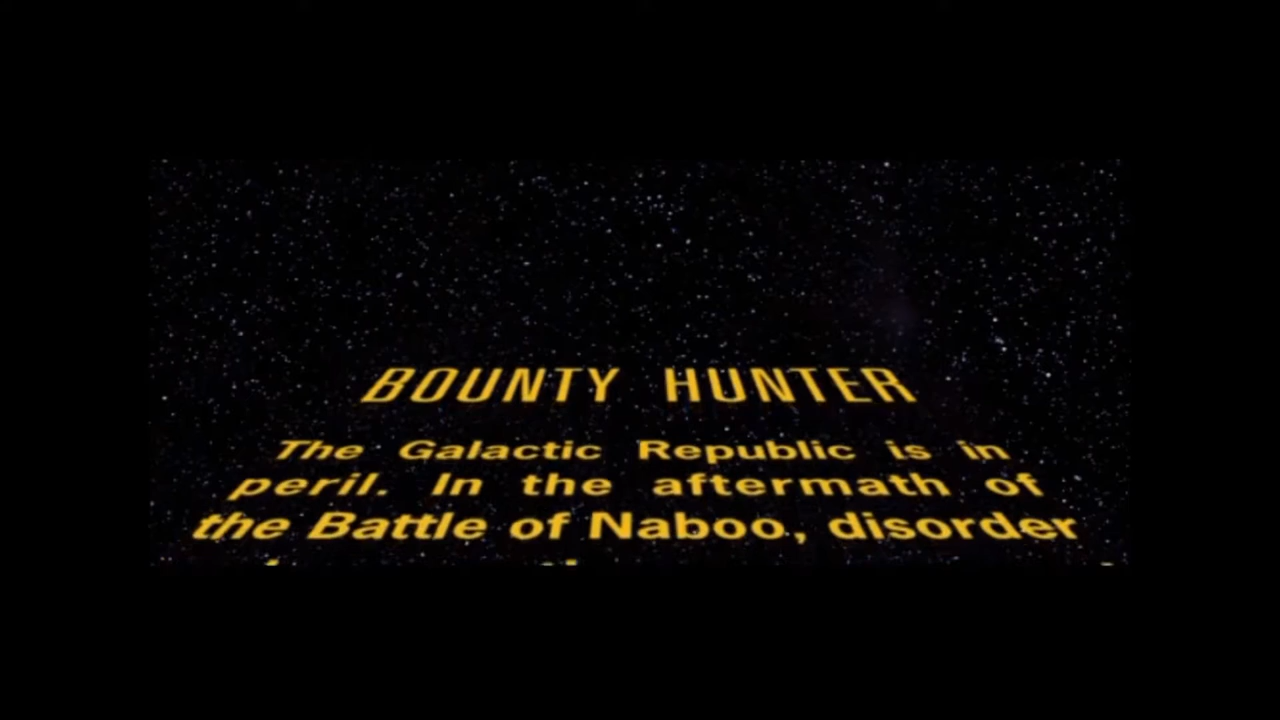 BOUNTY HUNTER
The Galactic Republic is in
peril. In the aftermath of
the Battle of Naboo, disorder